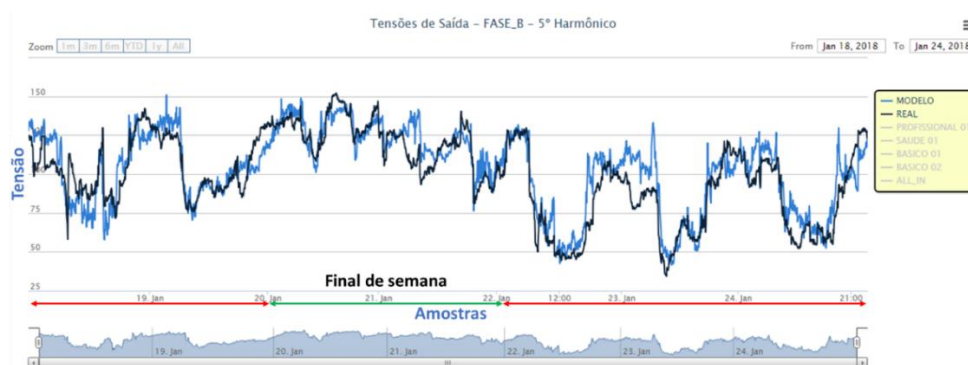 Tensões de Saída - FASE_B - 5º Harmônico
Zoom 1m 3m 6m YTD 1y All
From Jan 18, 2018 To Jan 24, 2018
150
75
50
25
Tensão
MODELO
REAL
PROFISSIONAL
SAUDE 01
BASICO 01
BASICO 02
ALL_IN
Final de semana
19. Jan 20. Jan 21. Jan 22. Jan 12:00 23. Jan 24. Jan 21:00
Amostras
19. Jan 20. Jan 21. Jan 22. Jan 23. Jan 24. Jan